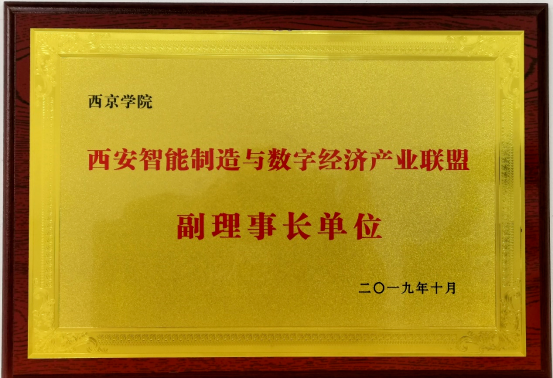 西京学院
西安智能制造与数字经济产业联盟
副理事长单位
二〇一九年十月